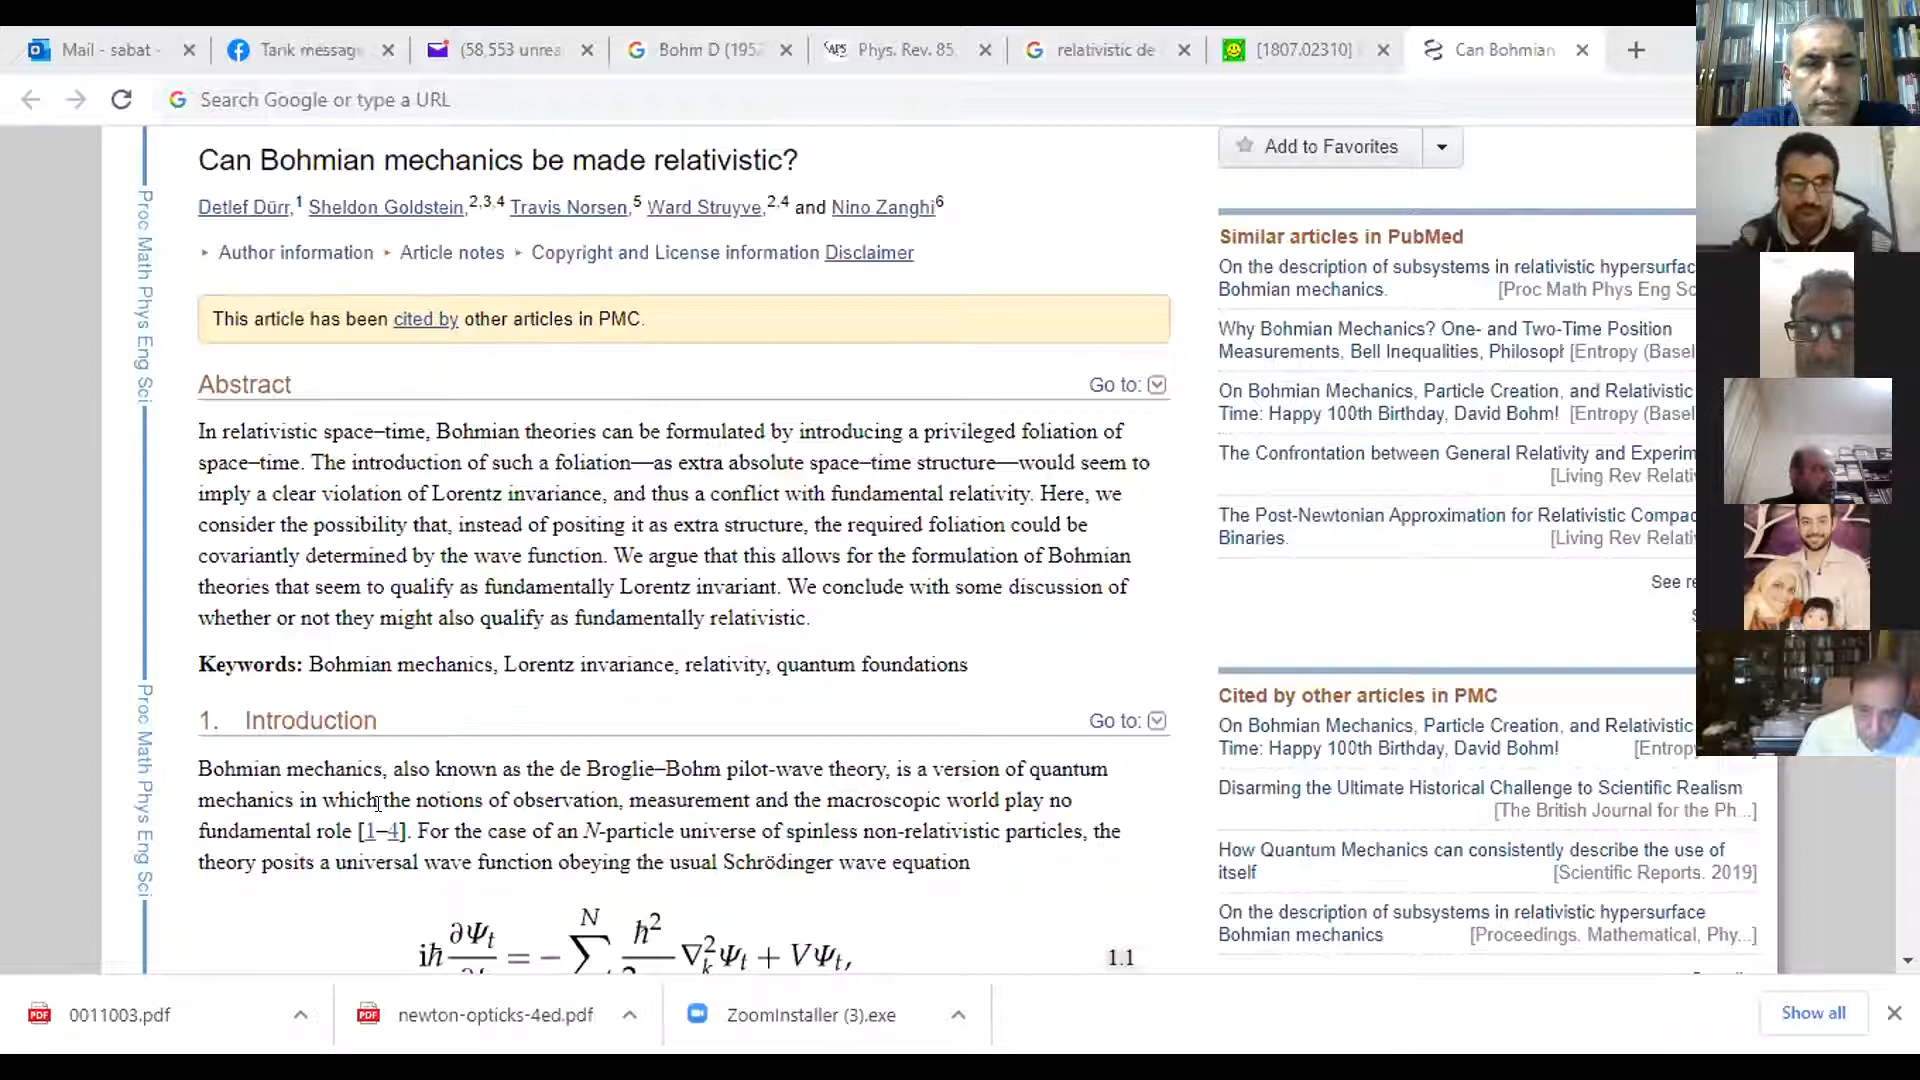 Mail - sabat -
Tank messag
(58,553 unrea
Bohm D (195
APS Phys. Rev. 85,
relativistic de
[1807.02310]
Can Bohmian
Search Google or type a URL
Can Bohmian mechanics be made relativistic?
Detlef Dürr,1 Sheldon Goldstein,2,3,4 Travis Norsen,5 Ward Struyve,2,4 and Nino Zanghì6
Author information Article notes Copyright and License information Disclaimer
This article has been cited by other articles in PMC.
Abstract
Go to:
In relativistic space–time, Bohmian theories can be formulated by introducing a privileged foliation of
space–time. The introduction of such a foliation—as extra absolute space–time structure—would seem to
imply a clear violation of Lorentz invariance, and thus a conflict with fundamental relativity. Here, we
consider the possibility that, instead of positing it as extra structure, the required foliation could be
covariantly determined by the wave function. We argue that this allows for the formulation of Bohmian
theories that seem to qualify as fundamentally Lorentz invariant. We conclude with some discussion of
whether or not they might also qualify as fundamentally relativistic.
Keywords: Bohmian mechanics, Lorentz invariance, relativity, quantum foundations
1. Introduction
Go to:
Bohmian mechanics, also known as the de Broglie–Bohm pilot-wave theory, is a version of quantum
mechanics in which the notions of observation, measurement and the macroscopic world play no
fundamental role [1–4]. For the case of an N-particle universe of spinless non-relativistic particles, the
theory posits a universal wave function obeying the usual Schrödinger wave equation
iħ ∂Ψt = − ∑ N ħ2 ∇2k Ψt + VΨt,
1.1
Proc Math Phys Eng Sci
Proc Math Phys Eng Sci
Add to Favorites
Similar articles in PubMed
On the description of subsystems in relativistic hypersurfac
Bohmian mechanics. [Proc Math Phys Eng Sc
Why Bohmian Mechanics? One- and Two-Time Position
Measurements, Bell Inequalities, Philosoph [Entropy (Basel
On Bohmian Mechanics, Particle Creation, and Relativistic
Time: Happy 100th Birthday, David Bohm! [Entropy (Basel
The Confrontation between General Relativity and Experim
[Living Rev Relati
The Post-Newtonian Approximation for Relativistic Compac
Binaries. [Living Rev Relati
See re
Cited by other articles in PMC
On Bohmian Mechanics, Particle Creation, and Relativistic
Time: Happy 100th Birthday, David Bohm! [Entrop
Disarming the Ultimate Historical Challenge to Scientific Realism
[The British Journal for the Ph...]
How Quantum Mechanics can consistently describe the use of
itself [Scientific Reports. 2019]
On the description of subsystems in relativistic hypersurface
Bohmian mechanics [Proceedings. Mathematical, Phy...]
0011003.pdf
newton-opticks-4ed.pdf
ZoomInstaller (3).exe
Show all